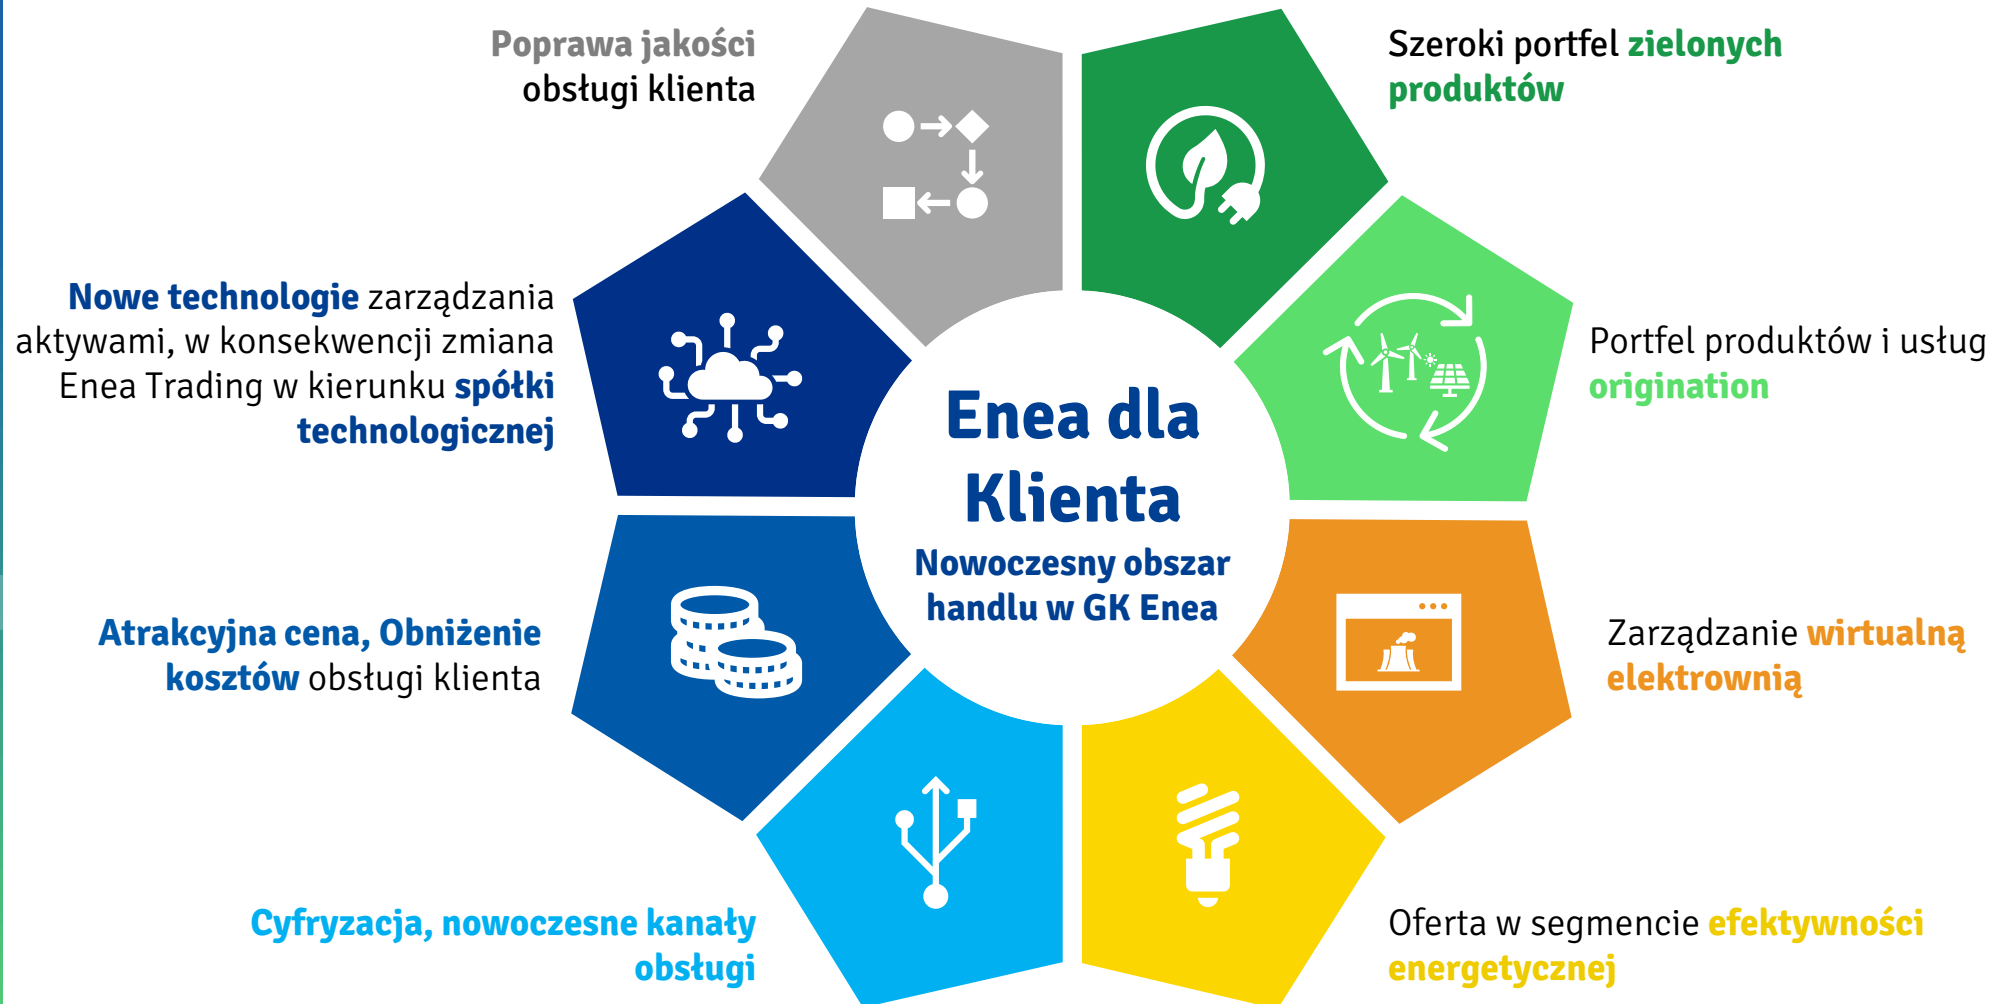 Poprawa jakości
obsługi klienta
Szeroki portfel zielonych
produktów
Nowe technologie zarządzania
aktywami, w konsekwencji zmiana
Enea Trading w kierunku spółki
technologicznej
Portfel produktów i usług
origination
Enea dla
Klienta
Nowoczesny obszar
handlu w GK Enea
Atrakcyjna cena, Obniżenie
kosztów obsługi klienta
Zarządzanie wirtualną
elektrownią
Cyfryzacja, nowoczesne kanały
obsługi
Oferta w segmencie efektywności
energetycznej